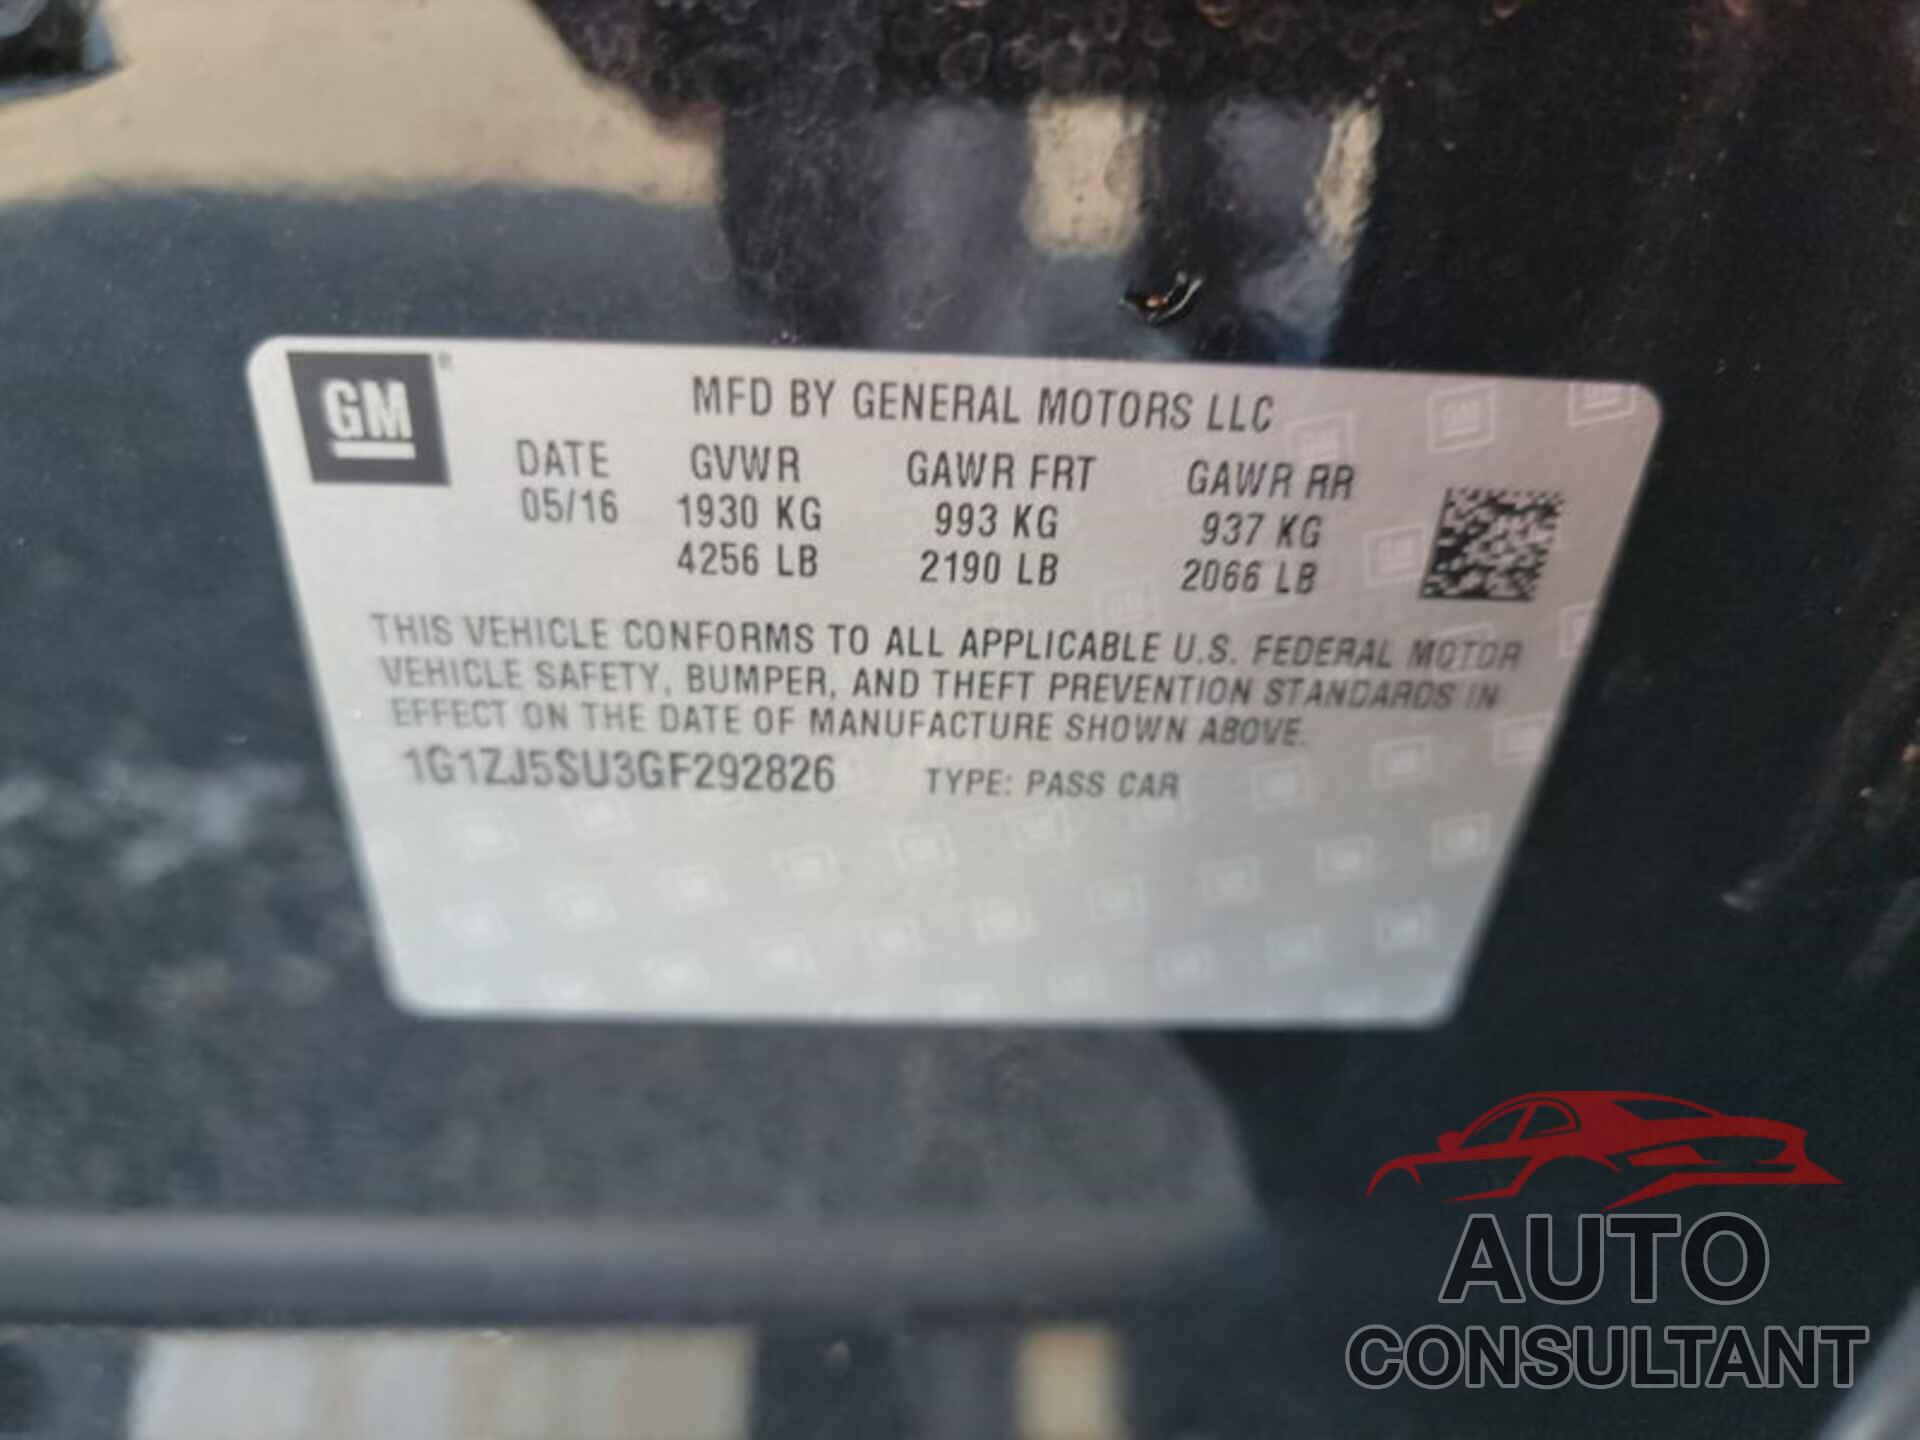 GM®
MFD BY GENERAL MOTORS LLC
DATE GVWR GAWR FRT GAWR RR
05/16 1930 KG 993 KG 937 KG
4256 LB 2190 LB 2066 LB
THIS VEHICLE CONFORMS TO ALL APPLICABLE U.S. FEDERAL MOTOR
VEHICLE SAFETY, BUMPER, AND THEFT PREVENTION STANDARDS IN
EFFECT ON THE DATE OF MANUFACTURE SHOWN ABOVE.
1G1ZJ5SU3GF292826 TYPE: PASS CAR
AUTO
CONSULTANT